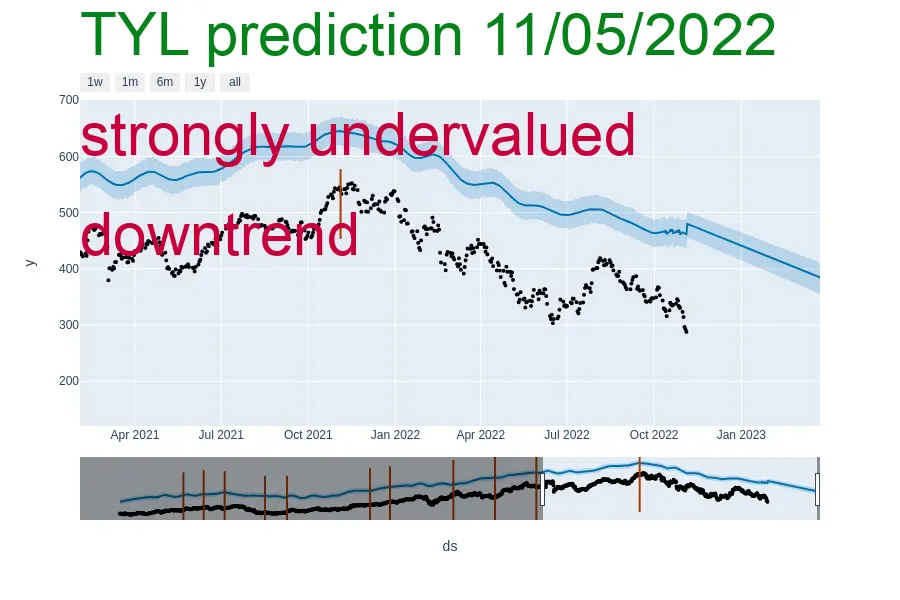 TYL prediction 11/05/2022
1w 1m 6m 1y all
700
strongly undervalued
600
500
downtrend
y
400
300
200
Apr 2021 Jul 2021 Oct 2021 Jan 2022 Apr 2022 Jul 2022 Oct 2022 Jan 2023
ds